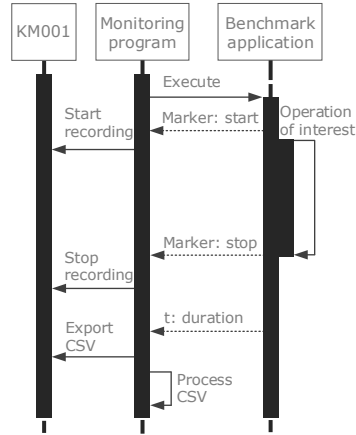 KM001
Monitoring
program
Benchmark
application
Execute
Start
recording
Marker: start
Operation
of interest
Marker: stop
Stop
recording
t: duration
Export
CSV
Process
CSV